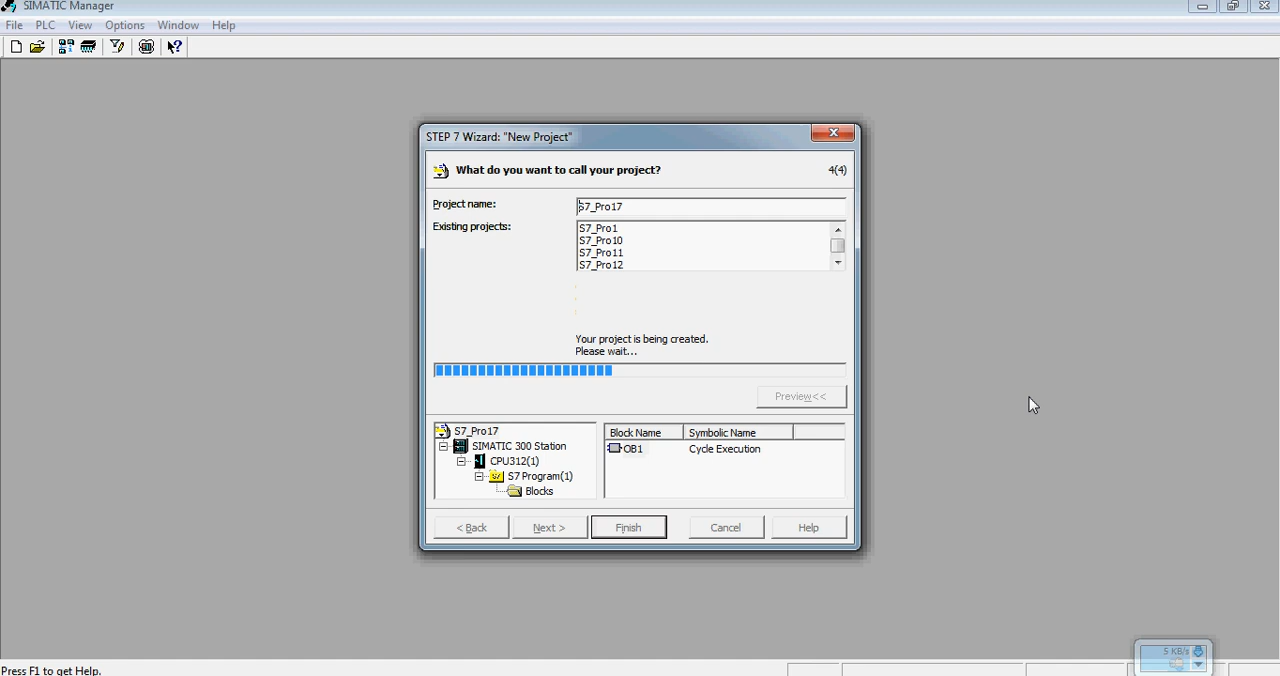 SIMATIC Manager
File PLC View Options Window Help
STEP 7 Wizard: "New Project"
What do you want to call your project? 4(4)
Project name: S7_Pro17
Existing projects: S7_Pro1
S7_Pro10
S7_Pro11
S7_Pro12
Your project is being created.
Please wait...
Preview<<
S7_Pro17
SIMATIC 300 Station
CPU312(1)
S7 Program(1)
Blocks
Block Name Symbolic Name
OB1 Cycle Execution
< Back Next > Finish Cancel Help
5 KB/s
Press F1 to get Help.